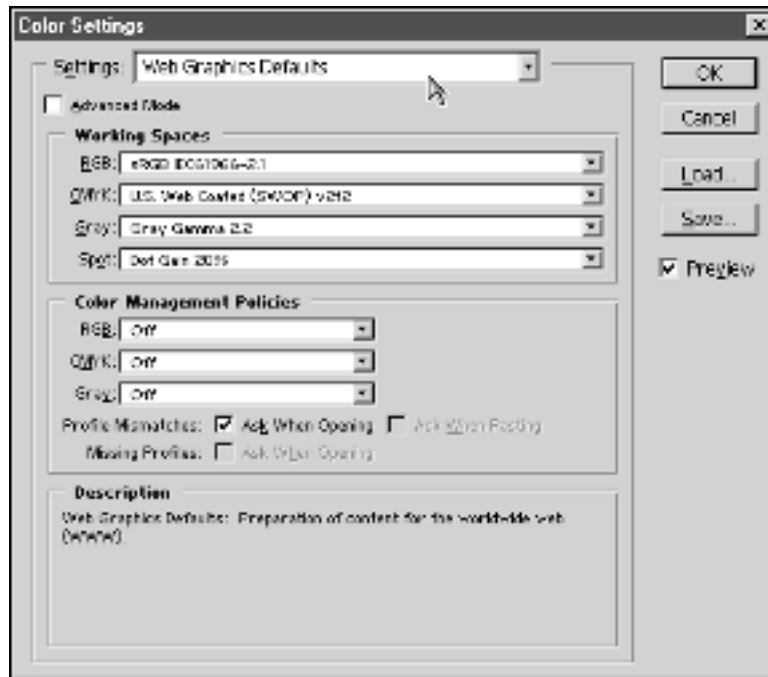 Color Settings
Settings: Web Graphics Defaults
OK
Advanced Mode
Cancel
Working Spaces
RGB: sRGB IEC61966-2.1
Load...
CMYK: U.S. Web Coated (SWOP) v2
Gray: Gray Gamma 2.2
Save...
Spot: Dot Gain 20%
Preview
Color Management Policies
RGB: Off
CMYK: Off
Gray: Off
Profile Mismatches: Ask When Opening Ask When Pasting
Missing Profiles: Ask When Opening
Description
Web Graphics Defaults: Preparation of content for the worldwide web
(WWW).